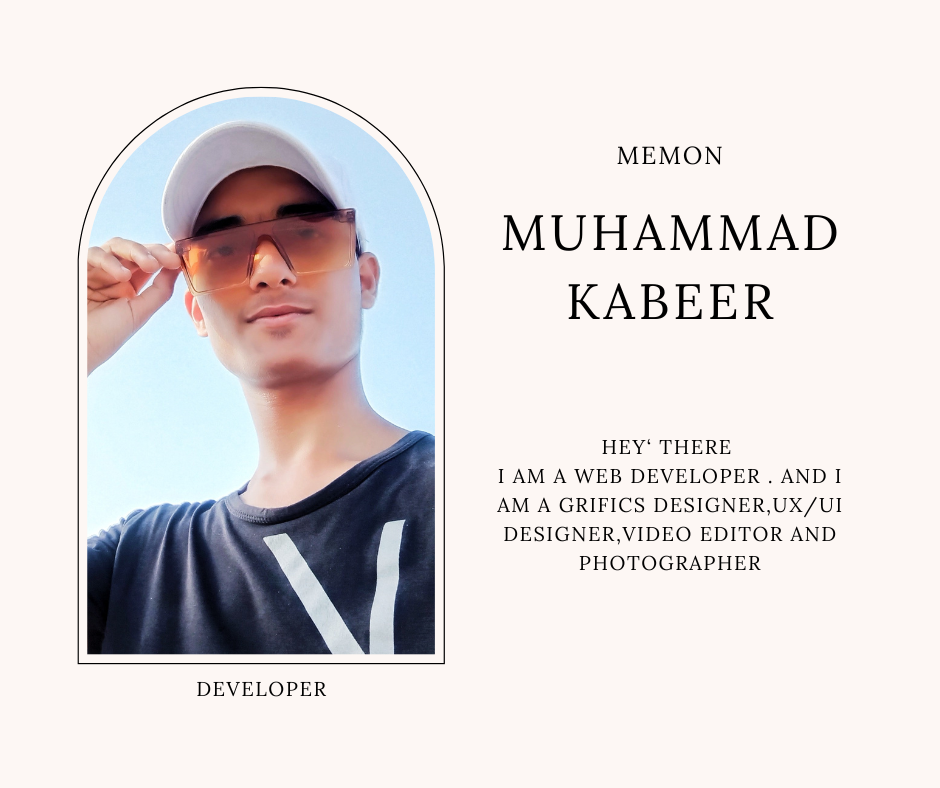 MEMON
MUHAMMAD
KABEER
HEY‘ THERE
I AM A WEB DEVELOPER . AND I
AM A GRIFICS DESIGNER,UX/UI
DESIGNER,VIDEO EDITOR AND
PHOTOGRAPHER
DEVELOPER